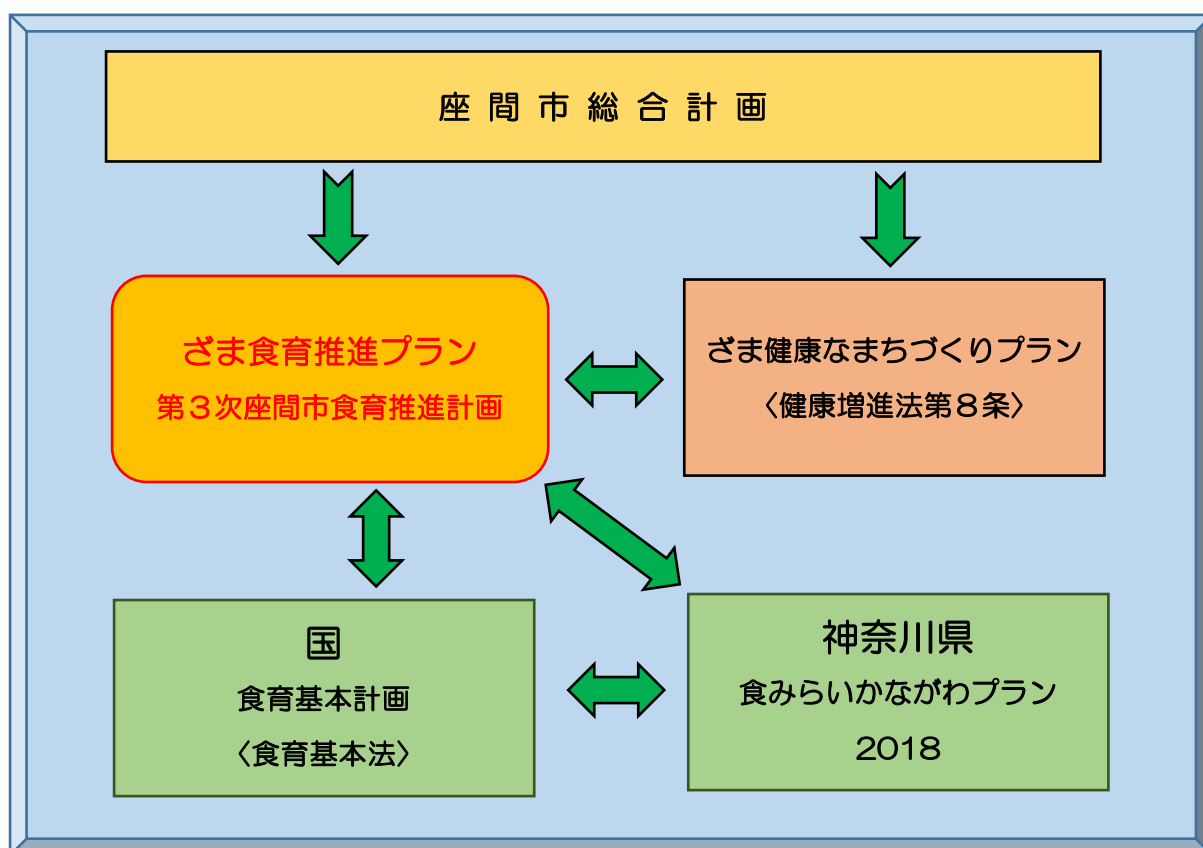 座間市総合計画
ざま食育推進プラン
第３次座間市食育推進計画
ざま健康なまちづくりプラン
〈健康増進法第８条〉
国
食育基本計画
〈食育基本法〉
神奈川県
食みらいかながわプラン
２０１８